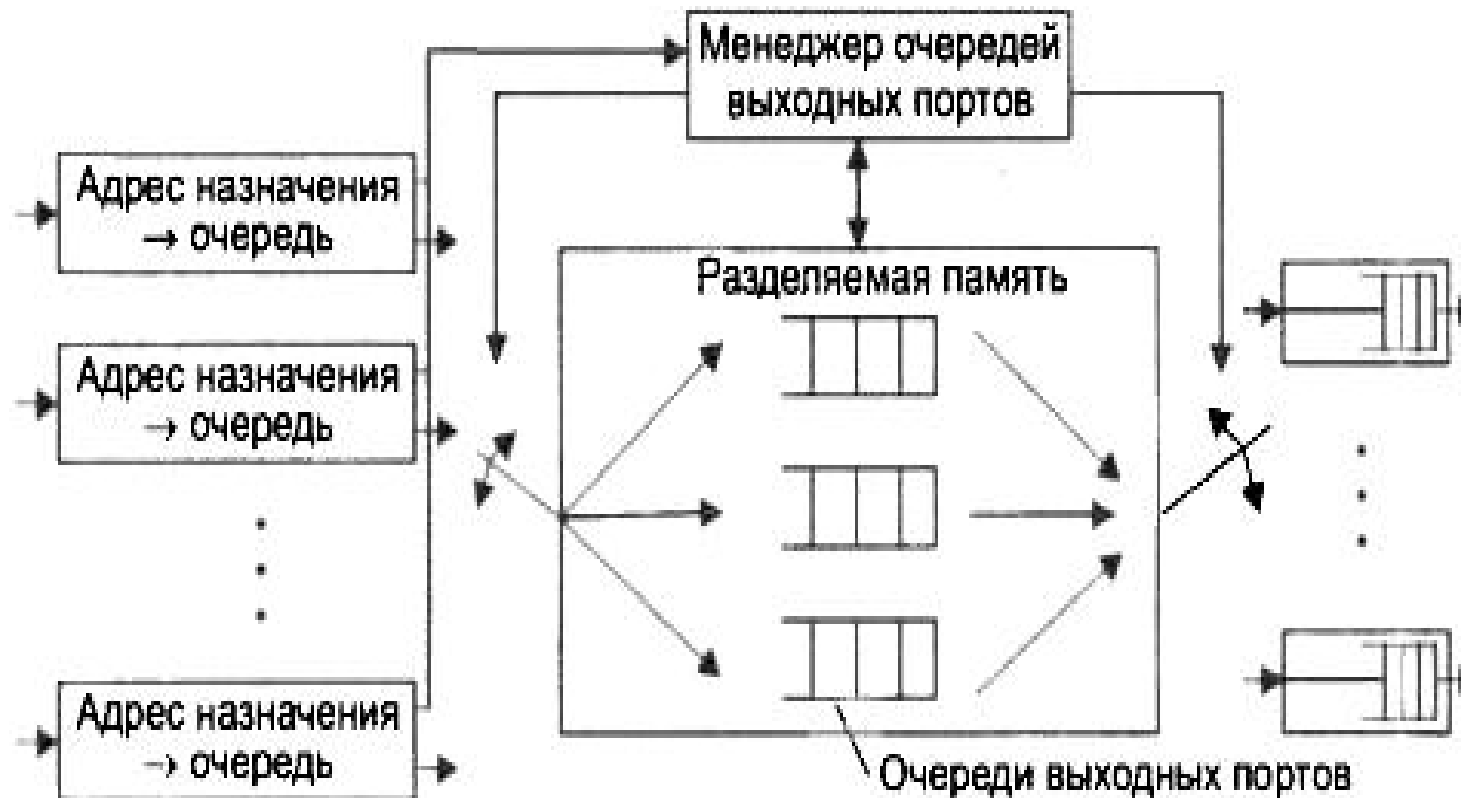 Менеджер очередей
выходных портов
Адрес назначения
→ очередь
Разделяемая память
Адрес назначения
→ очередь
Адрес назначения
→ очередь
Очереди выходных портов